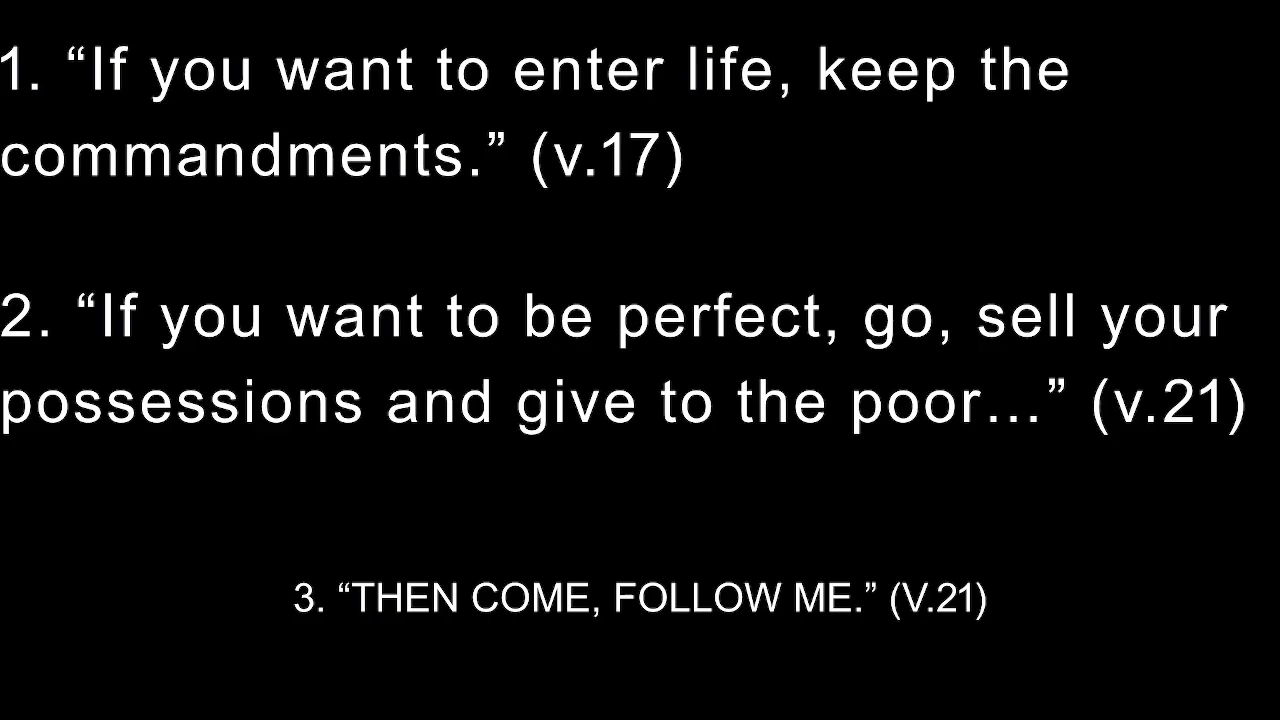 1. “If you want to enter life, keep the
commandments.” (v.17)
2. “If you want to be perfect, go, sell your
possessions and give to the poor…” (v.21)
3. “THEN COME, FOLLOW ME.” (V.21)